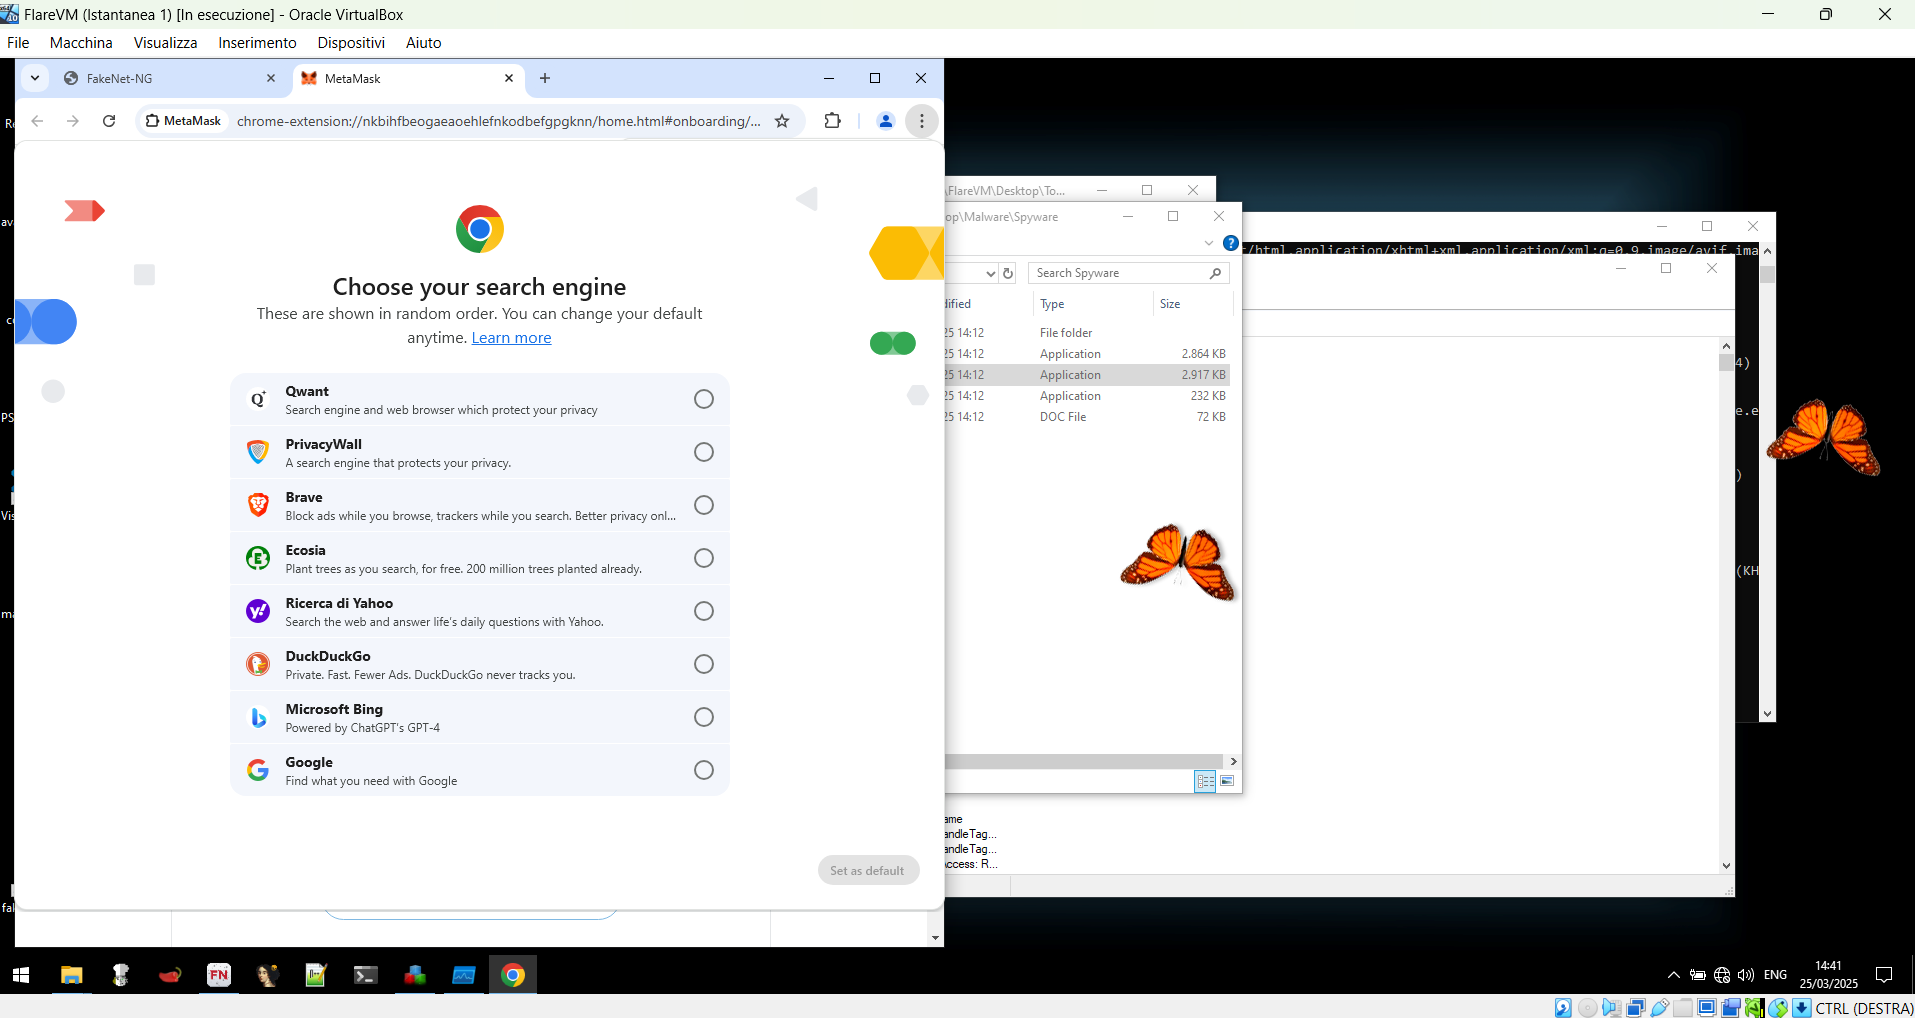 FlareVM (Istantanea 1) [In esecuzione] - Oracle VirtualBox
File Macchina Visualizza Inserimento Dispositivi Aiuto
FakeNet-NG
MetaMask
MetaMask chrome-extension://nkbihfbeogaeaoehlefnkodbefgpgknn/home.html#onboarding/...
Choose your search engine
These are shown in random order. You can change your default
anytime. Learn more
Qwant
Search engine and web browser which protect your privacy
PrivacyWall
A search engine that protects your privacy.
Brave
Block ads while you browse, trackers while you search. Better privacy onl...
Ecosia
Plant trees as you search, for free. 200 million trees planted already.
Ricerca di Yahoo
Search the web and answer life's daily questions with Yahoo.
DuckDuckGo
Private. Fast. Fewer Ads. DuckDuckGo never tracks you.
Microsoft Bing
Powered by ChatGPT's GPT-4
Google
Find what you need with Google
Set as default
\FlareVM\Desktop\To...
op\Malware\Spyware
Search Spyware
dified Type Size
25 14:12 File folder
25 14:12 Application 2.864 KB
25 14:12 Application 2.917 KB
25 14:12 Application 232 KB
25 14:12 DOC File 72 KB
t/html,application/xhtml+xml,application/xml;q=0.9,image/avif,ima
4)
e.e
)
(KH
ame
andleTag...
andleTag...
Access: R...
Re
av
PS
Vis
ma
fal
FN
ENG
14:41
25/03/2025
CTRL (DESTRA)